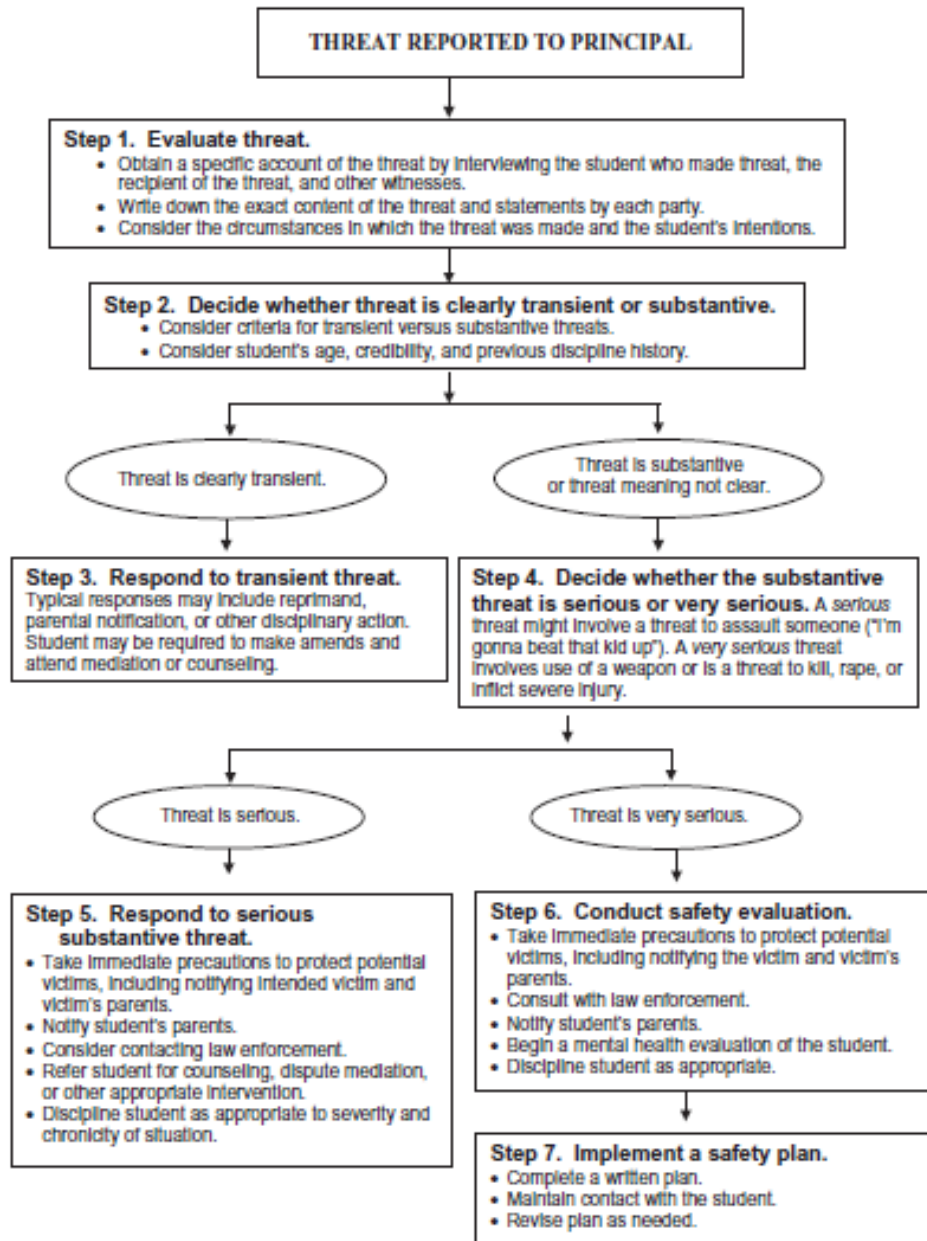 THREAT REPORTED TO PRINCIPAL
Step 1. Evaluate threat.
• Obtain a specific account of the threat by interviewing the student who made threat, the
recipient of the threat, and other witnesses.
• Write down the exact content of the threat and statements by each party.
• Consider the circumstances in which the threat was made and the student's intentions.
Step 2. Decide whether threat is clearly transient or substantive.
• Consider criteria for transient versus substantive threats.
• Consider student's age, credibility, and previous discipline history.
Threat is clearly transient.
Threat is substantive
or threat meaning not clear.
Step 3. Respond to transient threat.
Typical responses may include reprimand,
parental notification, or other disciplinary action.
Student may be required to make amends and
attend mediation or counseling.
Step 4. Decide whether the substantive
threat is serious or very serious. A serious
threat might involve a threat to assault someone ("I'm
gonna beat that kid up"). A very serious threat
involves use of a weapon or is a threat to kill, rape, or
inflict severe injury.
Threat is serious.
Threat is very serious.
Step 5. Respond to serious
substantive threat.
• Take immediate precautions to protect potential
victims, including notifying intended victim and
victim's parents.
• Notify student's parents.
• Consider contacting law enforcement.
• Refer student for counseling, dispute mediation,
or other appropriate intervention.
• Discipline student as appropriate to severity and
chronicity of situation.
Step 6. Conduct safety evaluation.
• Take immediate precautions to protect potential
victims, including notifying the victim and victim's
parents.
• Consult with law enforcement.
• Notify student's parents.
• Begin a mental health evaluation of the student.
• Discipline student as appropriate.
Step 7. Implement a safety plan.
• Complete a written plan.
• Maintain contact with the student.
• Revise plan as needed.